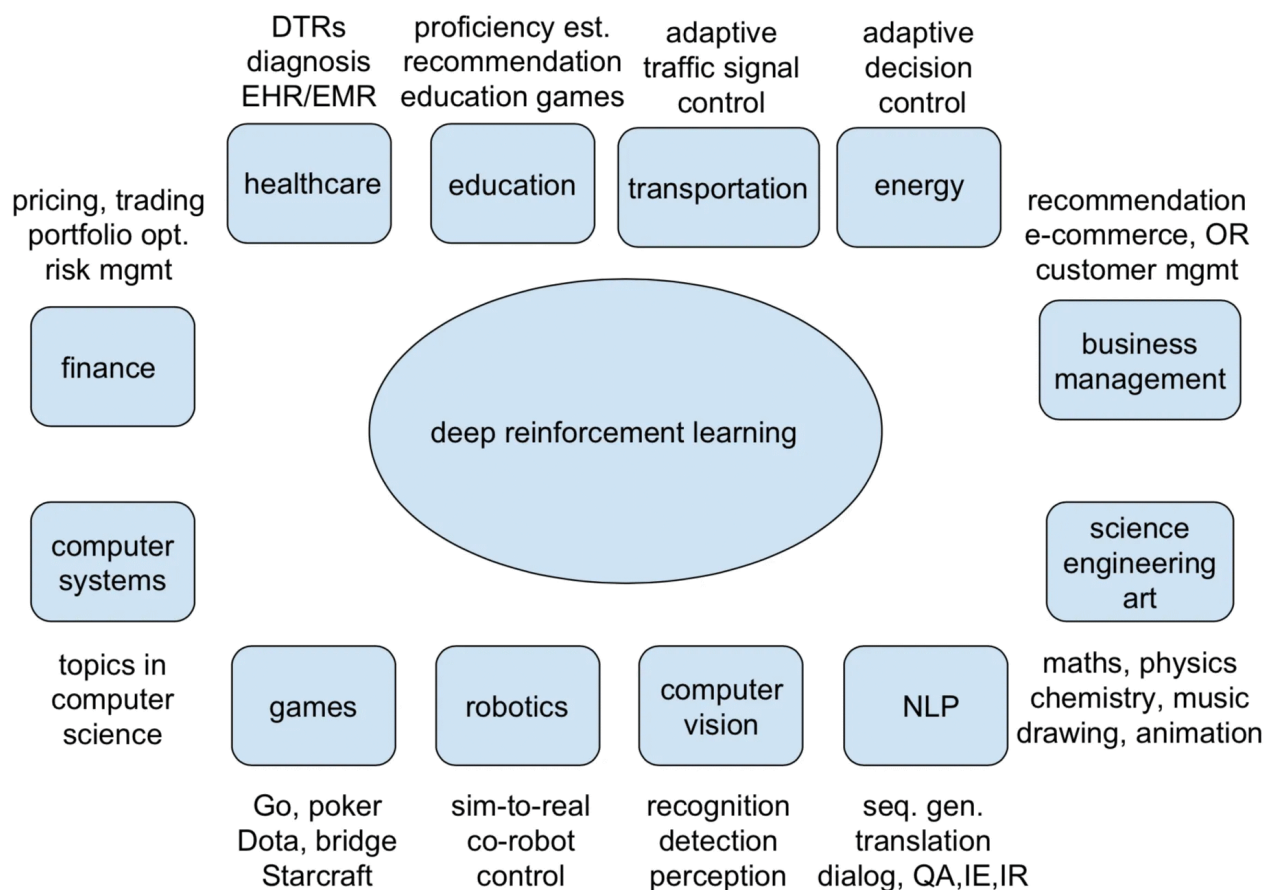 DTRs
diagnosis
EHR/EMR
healthcare
proficiency est.
recommendation
education games
education
adaptive
traffic signal
control
transportation
adaptive
decision
control
energy
pricing, trading
portfolio opt.
risk mgmt
finance
recommendation
e-commerce, OR
customer mgmt
business
management
deep reinforcement learning
computer
systems
topics in
computer
science
science
engineering
art
maths, physics
chemistry, music
drawing, animation
games
Go, poker
Dota, bridge
Starcraft
robotics
sim-to-real
co-robot
control
computer
vision
recognition
detection
perception
NLP
seq. gen.
translation
dialog, QA,IE,IR